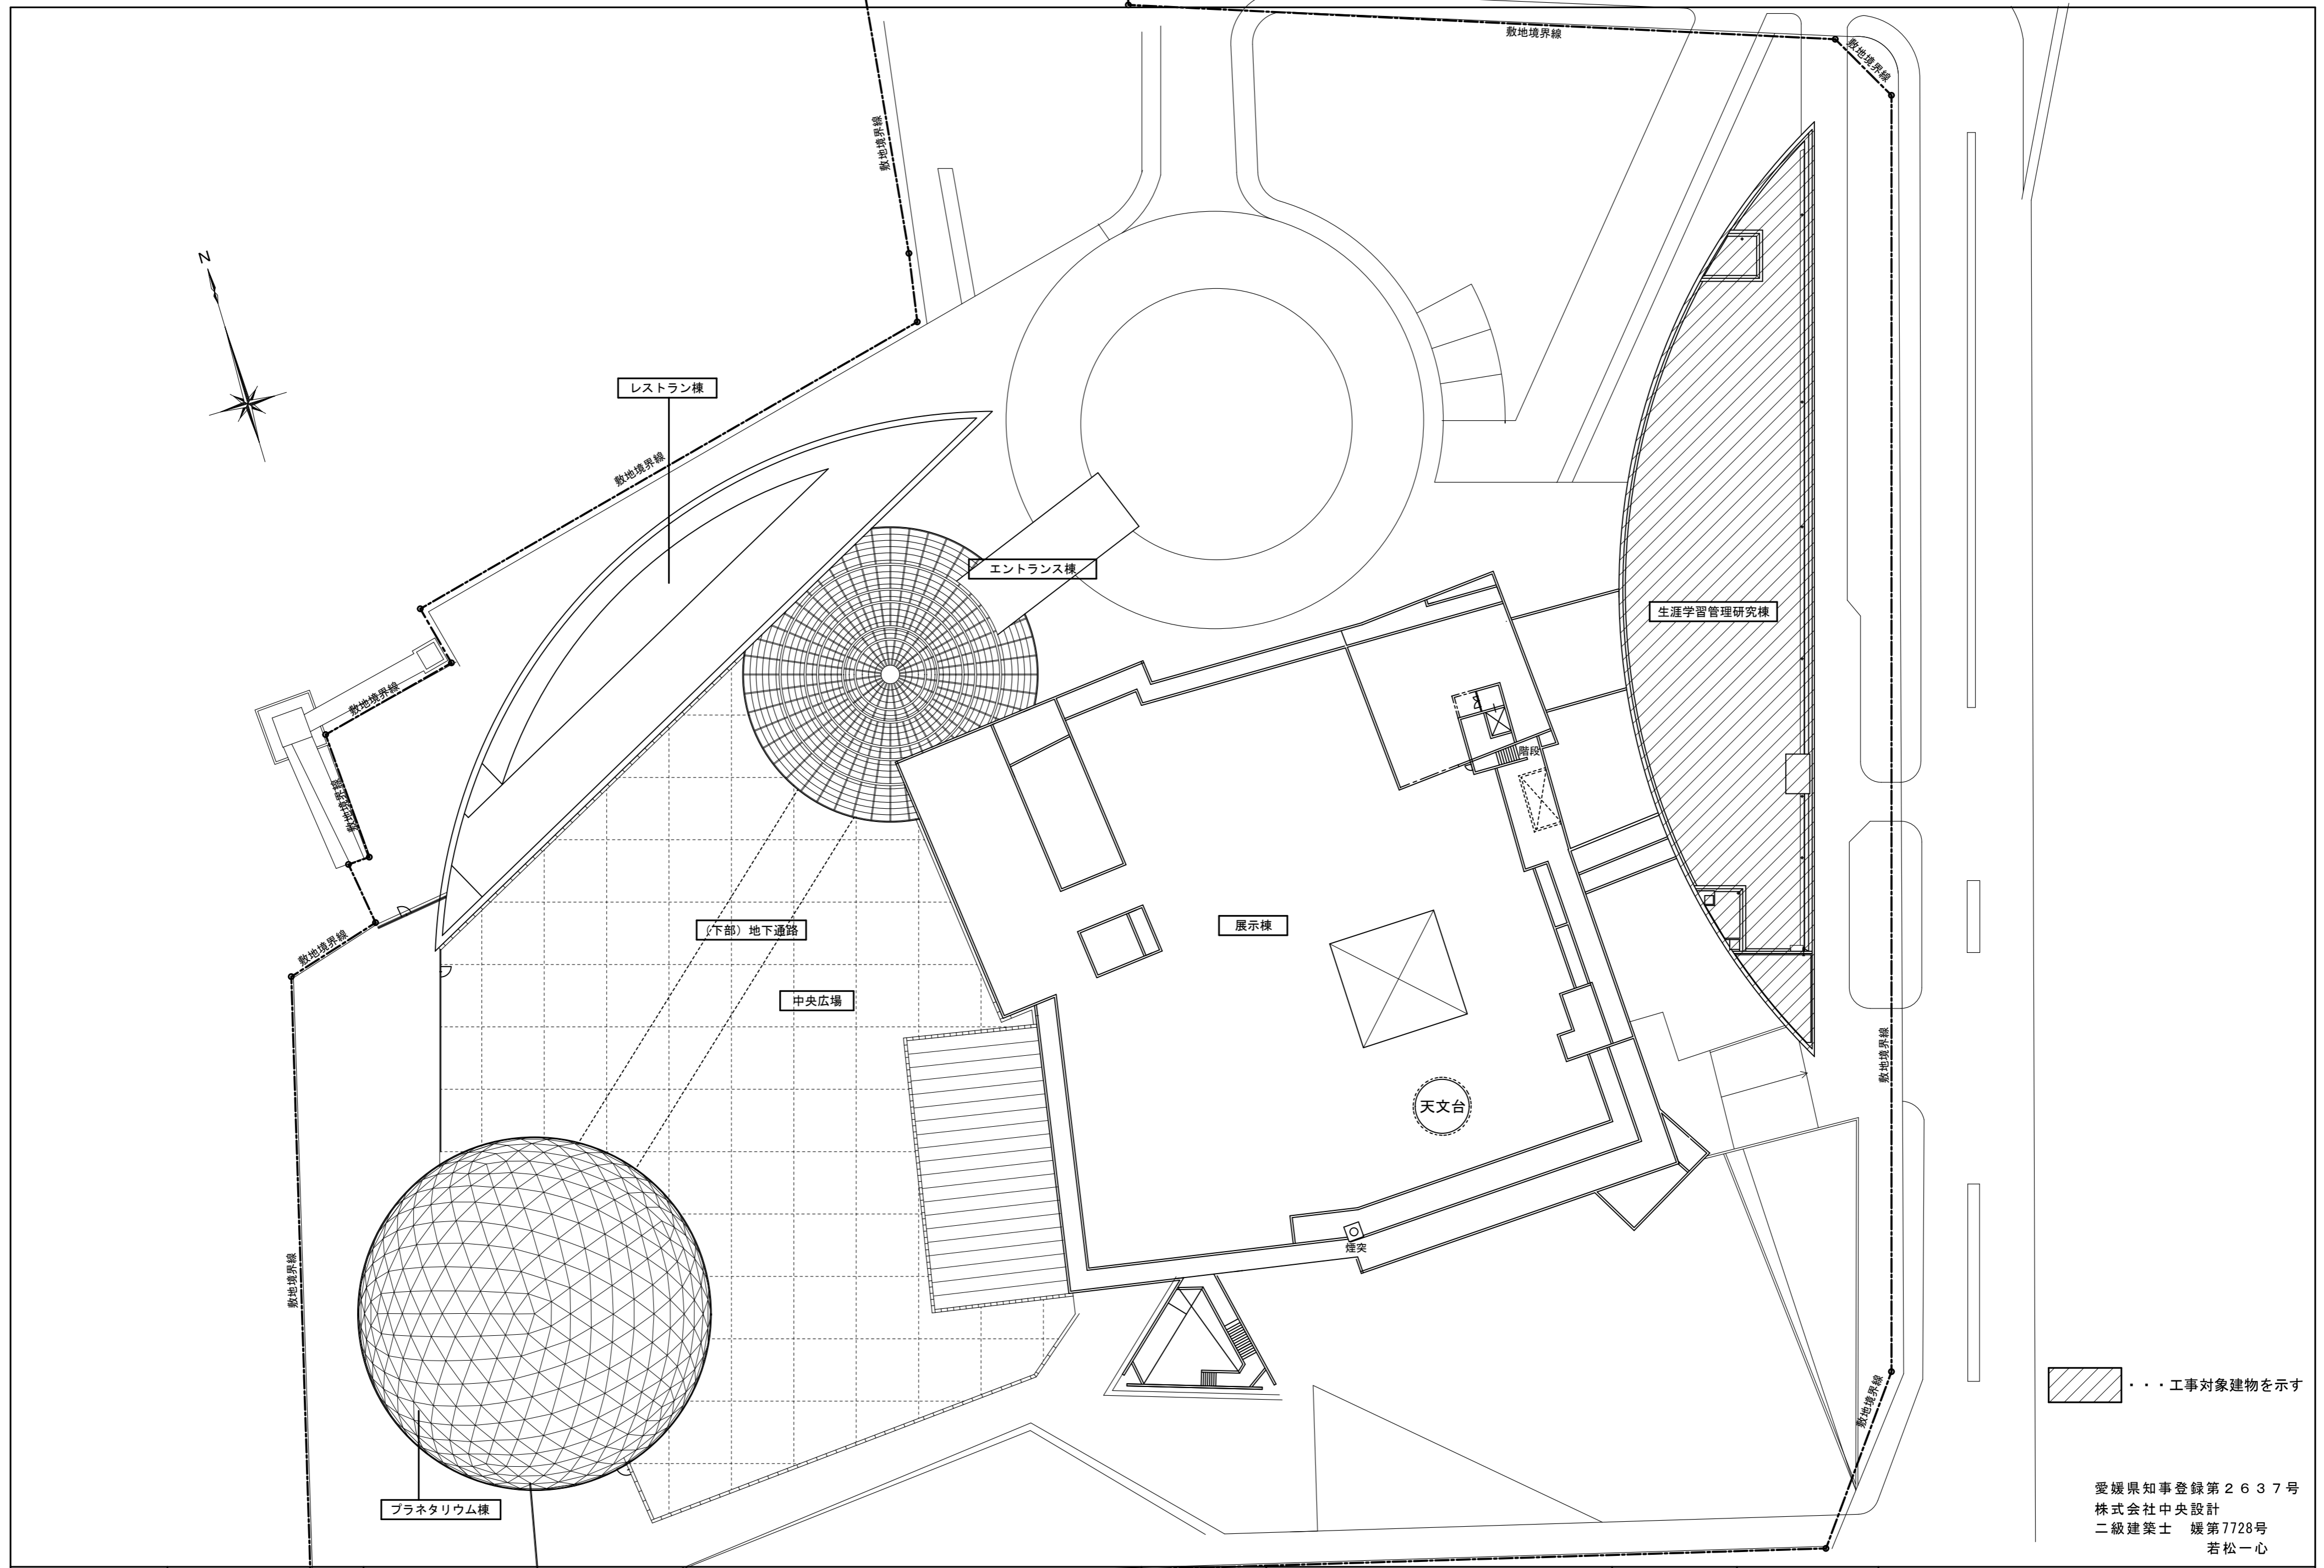 敷地境界線
敷地境界線
敷地境界線
N
レストラン棟
敷地境界線
エントランス棟
生涯学習管理研究棟
敷地境界線
階段
敷地境界線
(下部) 地下通路
展示棟
敷地境界線
中央広場
敷地境界線
天文台
煙突
敷地境界線
・・・工事対象建物を示す
敷地境界線
プラネタリウム棟
愛媛県知事登録第２６３７号
株式会社中央設計
二級建築士　媛第7728号
若松一心